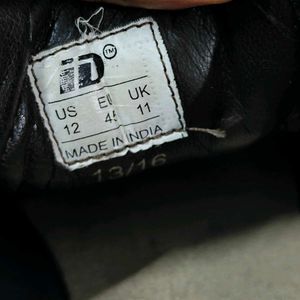 iD™
US EU UK
12 45 11
MADE IN INDIA
13/16